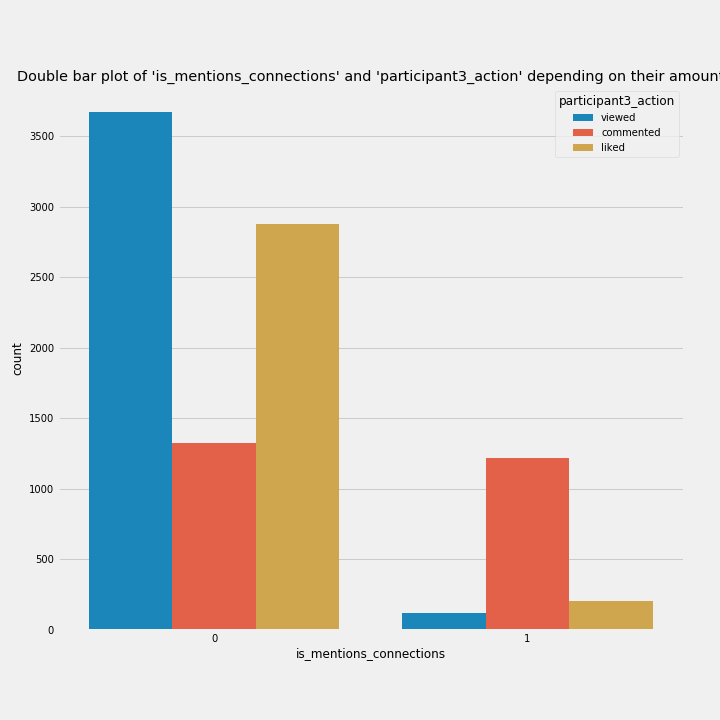 Double bar plot of 'is_mentions_connections' and 'participant3_action' depending on their amount
participant3_action
viewed
commented
liked
3500
3000
2500
2000
1500
1000
500
0
count
0 1
is_mentions_connections